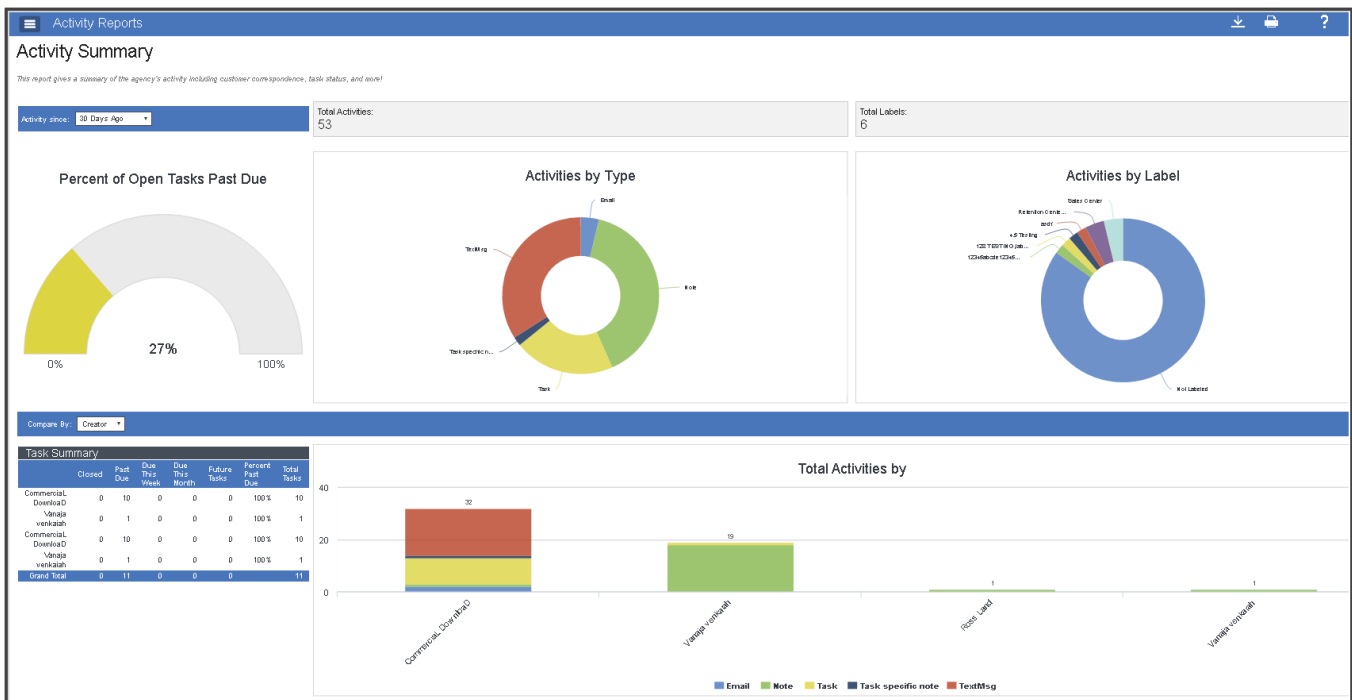 Activity Reports
?
Activity Summary
This report gives a summary of the agency's activity including customer correspondence, task status, and more!
Activity since: 30 Days Ago
Total Activities:
53
Total Labels:
6
Percent of Open Tasks Past Due
27%
0%
100%
Activities by Type
Email
TextMsg
Note
Task specific n...
Task
Activities by Label
Sales Center
Retention Cente...
andY
4.5 Testing
123 TESTING lab...
Not Labeled
Compare By: Creator
Task Summary
Closed Past Due Due This Week Due This Month Future Tasks Percent Past Due Total Tasks
CommerciaL DownloaD 0 10 0 0 0 100% 10
Vanaja venkaiah 0 1 0 0 0 100% 1
CommerciaL DownloaD 0 10 0 0 0 100% 10
Vanaja venkaiah 0 1 0 0 0 100% 1
Grand Total 0 11 0 0 0 11
Total Activities by
40
20
0
32
19
1
1
CommerciaL DownloaD
Vanaja venkaiah
Ross Land
Vanaja venkaiah
Email Note Task Task specific note TextMsg